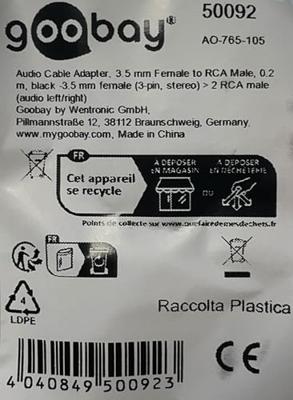 goobay®
50092
AO-765-105
Audio Cable Adapter, 3.5 mm Female to RCA Male, 0.2
m, black -3.5 mm female (3-pin, stereo) > 2 RCA male
(audio left/right)
Goobay by Wentronic GmbH,
Pillmannstraße 12, 38112 Braunschweig, Germany,
www.mygoobay.com, Made in China
FR
Cet appareil
se recycle
À DÉPOSER
EN MAGASIN
OU
À DÉPOSER
EN DÉCHÈTERIE
Points de collecte sur www.quefairedemesdechets.fr
FR
4
LDPE
Raccolta Plastica
4 040849 500923
CE